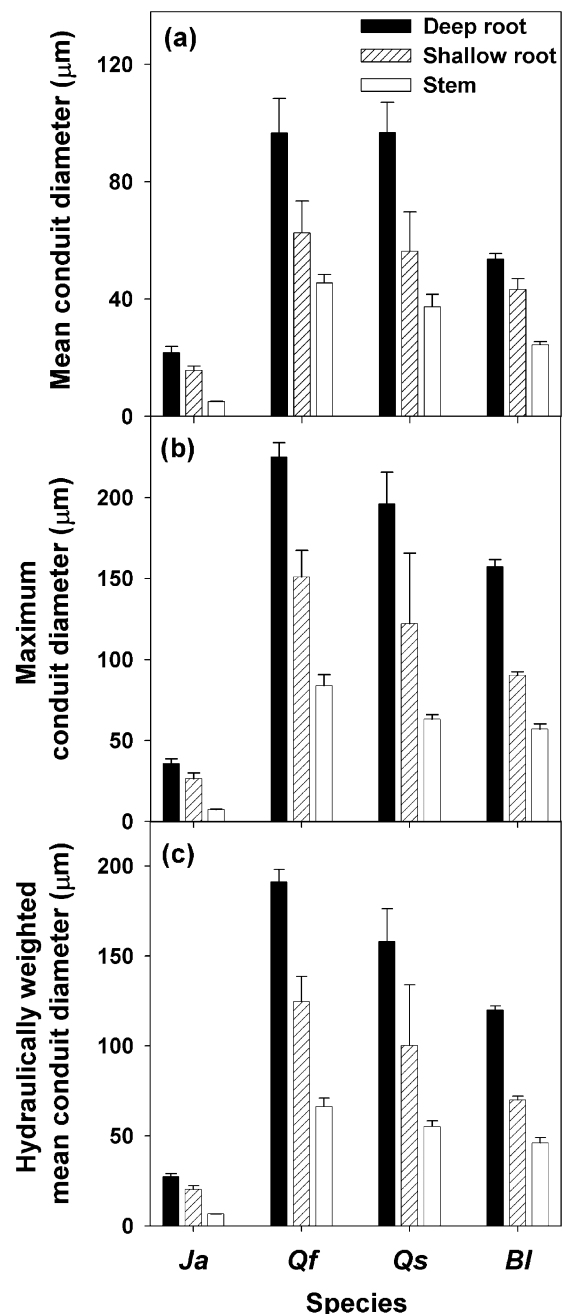 (a)
Deep root
Shallow root
Stem
Mean conduit diameter (μm)
120
80
40
0
(b)
Maximum
conduit diameter (μm)
200
150
100
50
0
(c)
Hydraulically weighted
mean conduit diameter (μm)
200
150
100
50
0
Ja Qf Qs Bl
Species